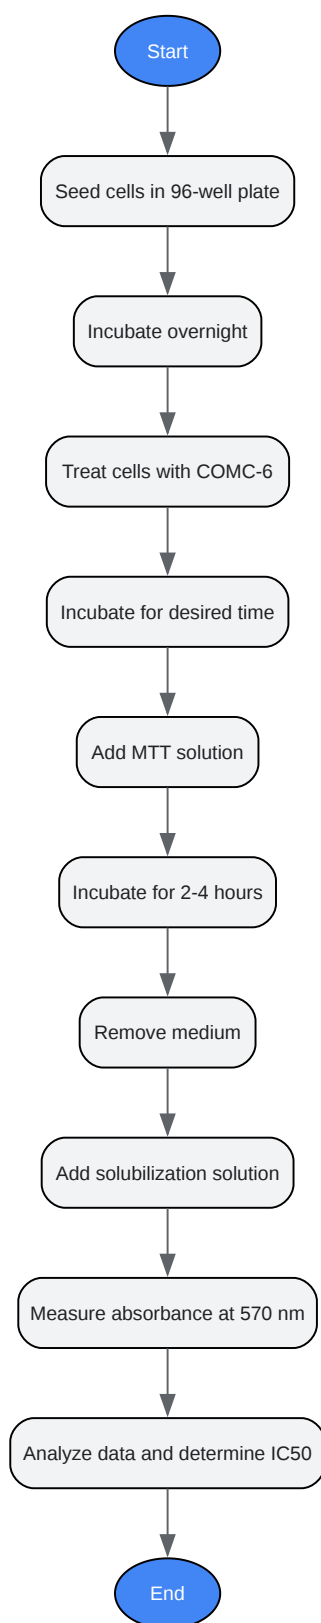 Start
Seed cells in 96-well plate
Incubate overnight
Treat cells with COMC-6
Incubate for desired time
Add MTT solution
Incubate for 2-4 hours
Remove medium
Add solubilization solution
Measure absorbance at 570 nm
Analyze data and determine IC50
End